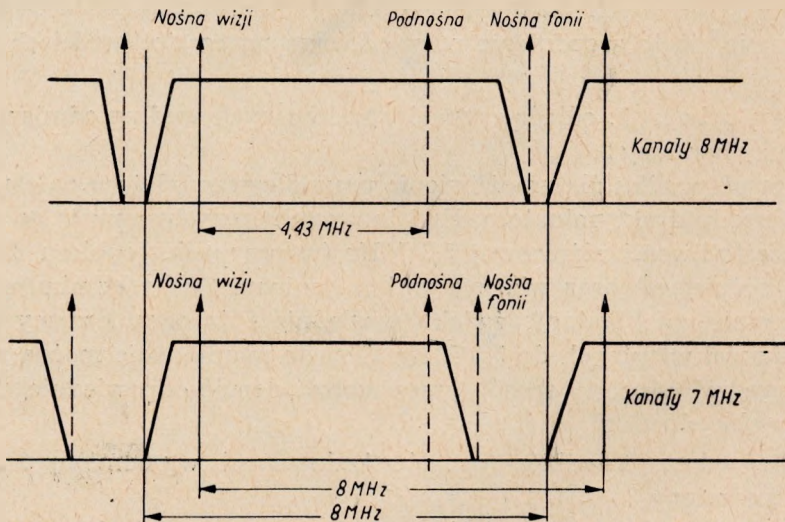 Nośna wizji
Podnośna
Nośna fonii
Kanały 8 MHz
4,43 MHz
Nośna wizji
Podnośna
Nośna
fonii
Kanały 7 MHz
8 MHz
8 MHz